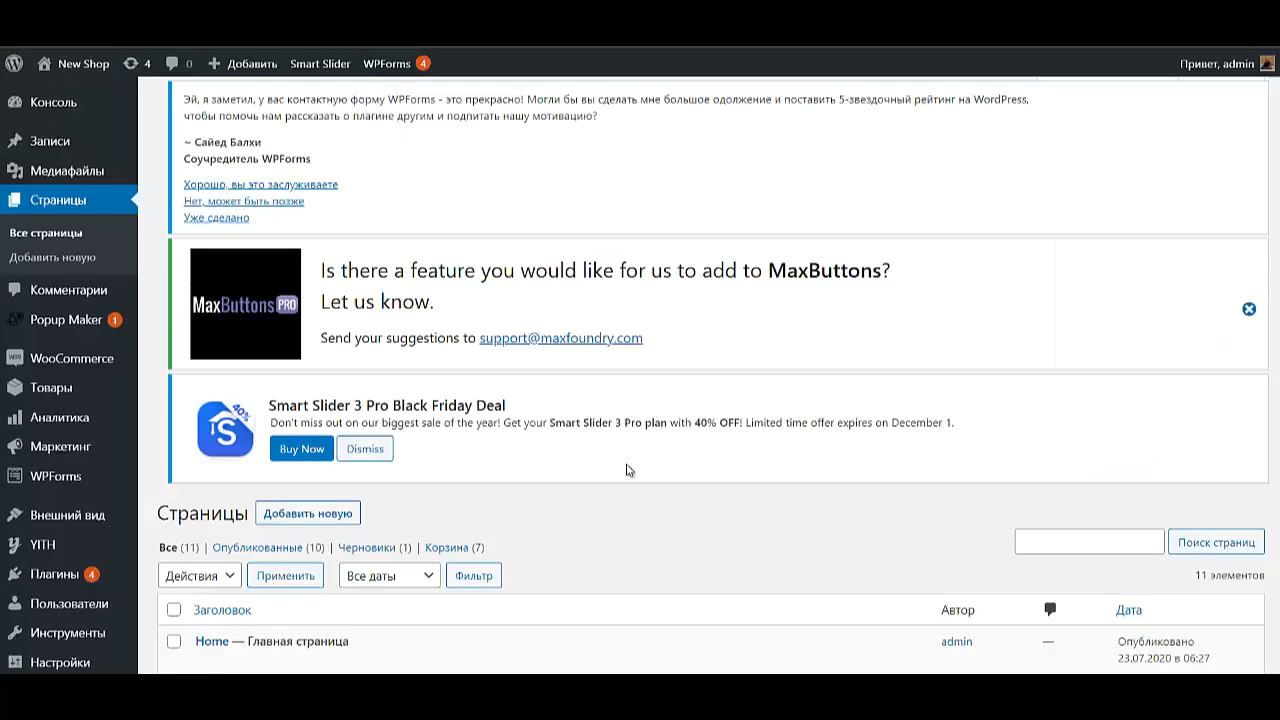 New Shop 4 0 Добавить Smart Slider WPForms 4 Привет, admin
Консоль
Записи
Медиафайлы
Страницы
Все страницы
Добавить новую
Комментарии
Popup Maker 1
WooCommerce
Товары
Аналитика
Маркетинг
WPForms
Внешний вид
YITH
Плагины 4
Пользователи
Инструменты
Настройки
Эй, я заметил, у вас контактную форму WPForms - это прекрасно! Могли бы вы сделать мне большое одолжение и поставить 5-звездочный рейтинг на WordPress,
чтобы помочь нам рассказать о плагине другим и подпитать нашу мотивацию?
~ Сайед Балхи
Соучредитель WPForms
Хорошо, вы это заслуживаете
Нет, может быть позже
Уже сделано
MaxButtons PRO
Is there a feature you would like for us to add to MaxButtons?
Let us know.
Send your suggestions to support@maxfoundry.com
40%
S
Smart Slider 3 Pro Black Friday Deal
Don't miss out on our biggest sale of the year! Get your Smart Slider 3 Pro plan with 40% OFF! Limited time offer expires on December 1.
Buy Now Dismiss
Страницы Добавить новую
Все (11) | Опубликованные (10) | Черновики (1) | Корзина (7)
Поиск страниц
Действия Применить Все даты Фильтр
11 элементов
Заголовок Автор Дата
Home — Главная страница admin — Опубликовано
23.07.2020 в 06:27